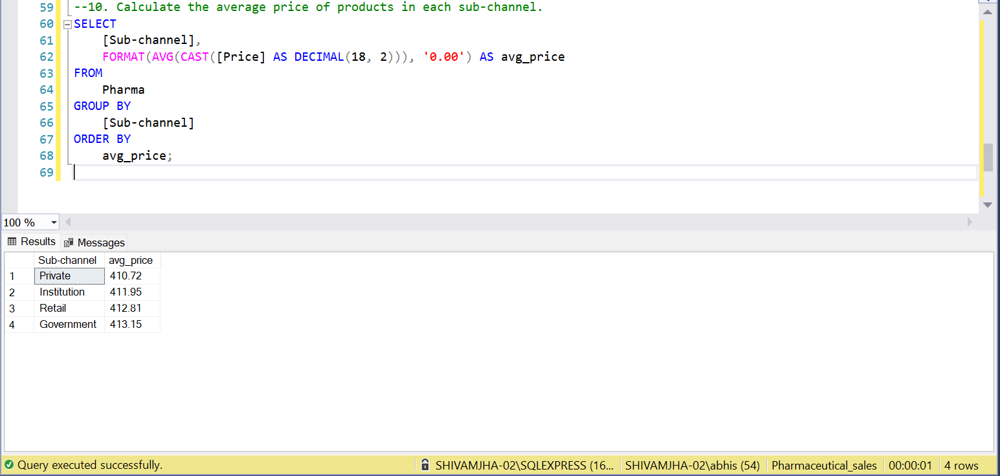 59 --10. Calculate the average price of products in each sub-channel.
60 SELECT
61 [Sub-channel],
62 FORMAT(AVG(CAST([Price] AS DECIMAL(18, 2))), '0.00') AS avg_price
63 FROM
64 Pharma
65 GROUP BY
66 [Sub-channel]
67 ORDER BY
68 avg_price;
69
100 %
Results Messages
Sub-channel avg_price
1 Private 410.72
2 Institution 411.95
3 Retail 412.81
4 Government 413.15
Query executed successfully. SHIVAMJHA-02\SQLEXPRESS (16... SHIVAMJHA-02\abhis (54) Pharmaceutical_sales 00:00:01 4 rows